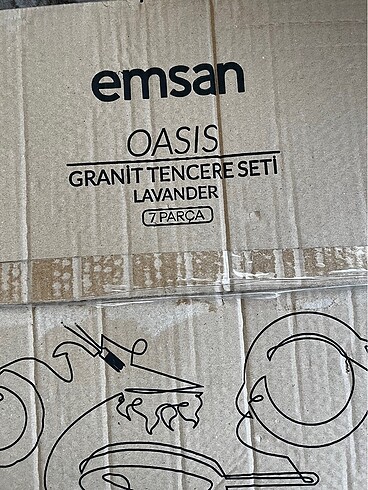 emsan
OASIS
GRANİT TENCERE SETİ
LAVANDER
7 PARÇA